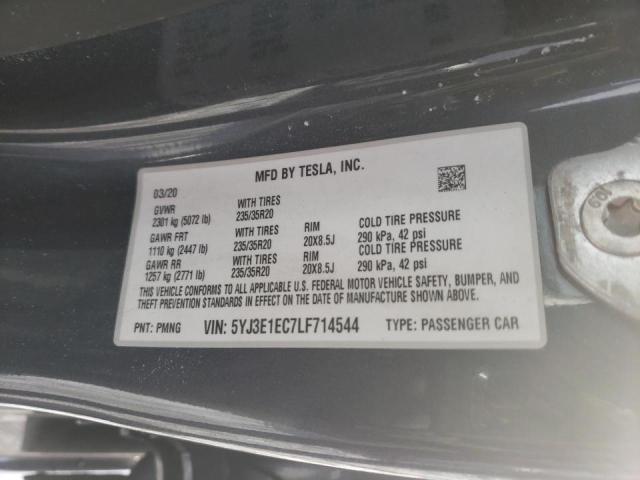 MFD BY TESLA, INC.
03/20
GVWR WITH TIRES
2301 kg (5072 lb) 235/35R20
GAWR FRT WITH TIRES RIM COLD TIRE PRESSURE
1110 kg (2447 lb) 235/35R20 20X8.5J 290 kPa, 42 psi
GAWR RR WITH TIRES RIM COLD TIRE PRESSURE
1257 kg (2771 lb) 235/35R20 20X8.5J 290 kPa, 42 psi
THIS VEHICLE CONFORMS TO ALL APPLICABLE U.S. FEDERAL MOTOR VEHICLE SAFETY, BUMPER, AND
THEFT PREVENTION STANDARDS IN EFFECT ON THE DATE OF MANUFACTURE SHOWN ABOVE.
PNT: PMNG VIN: 5YJ3E1EC7LF714544 TYPE: PASSENGER CAR